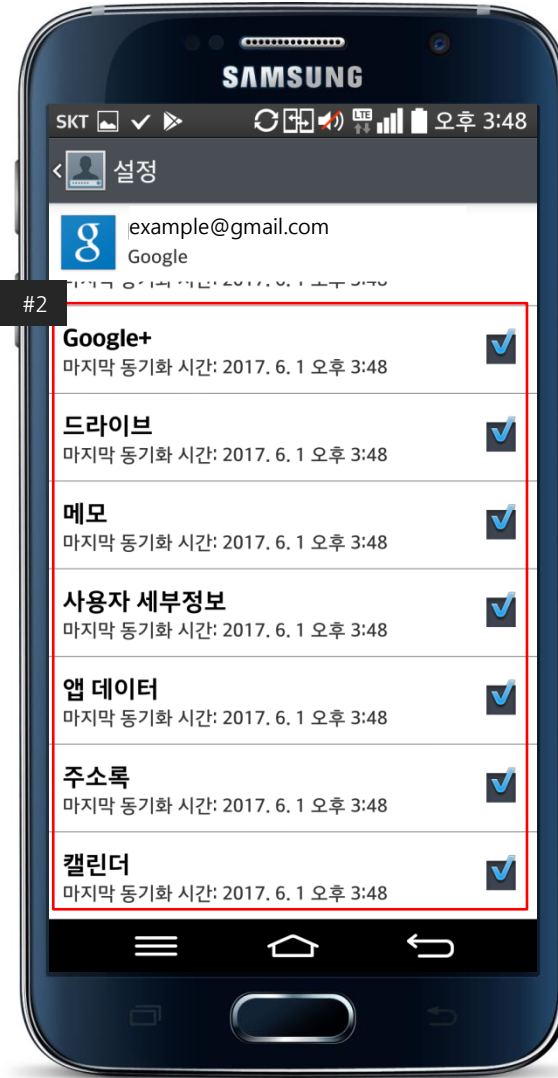 SAMSUNG
SKT LTE 오후 3:48
< 설정
g example@gmail.com
Google
#2
Google+
마지막 동기화 시간: 2017. 6. 1 오후 3:48
드라이브
마지막 동기화 시간: 2017. 6. 1 오후 3:48
메모
마지막 동기화 시간: 2017. 6. 1 오후 3:48
사용자 세부정보
마지막 동기화 시간: 2017. 6. 1 오후 3:48
앱 데이터
마지막 동기화 시간: 2017. 6. 1 오후 3:48
주소록
마지막 동기화 시간: 2017. 6. 1 오후 3:48
캘린더
마지막 동기화 시간: 2017. 6. 1 오후 3:48